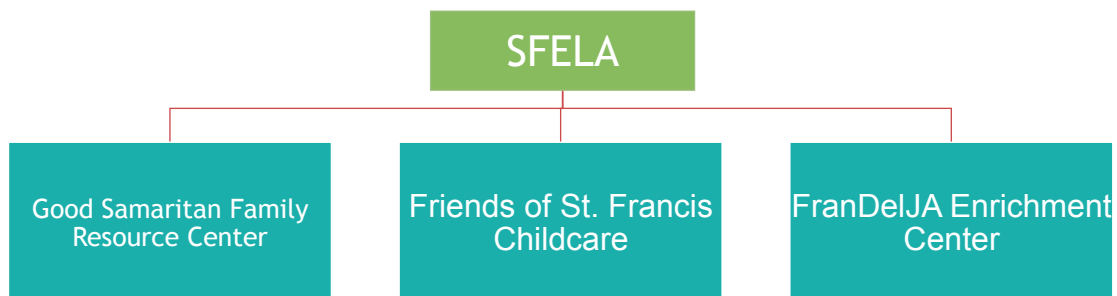 SFELA
Good Samaritan Family
Resource Center
Friends of St. Francis
Childcare
FranDelJA Enrichment
Center